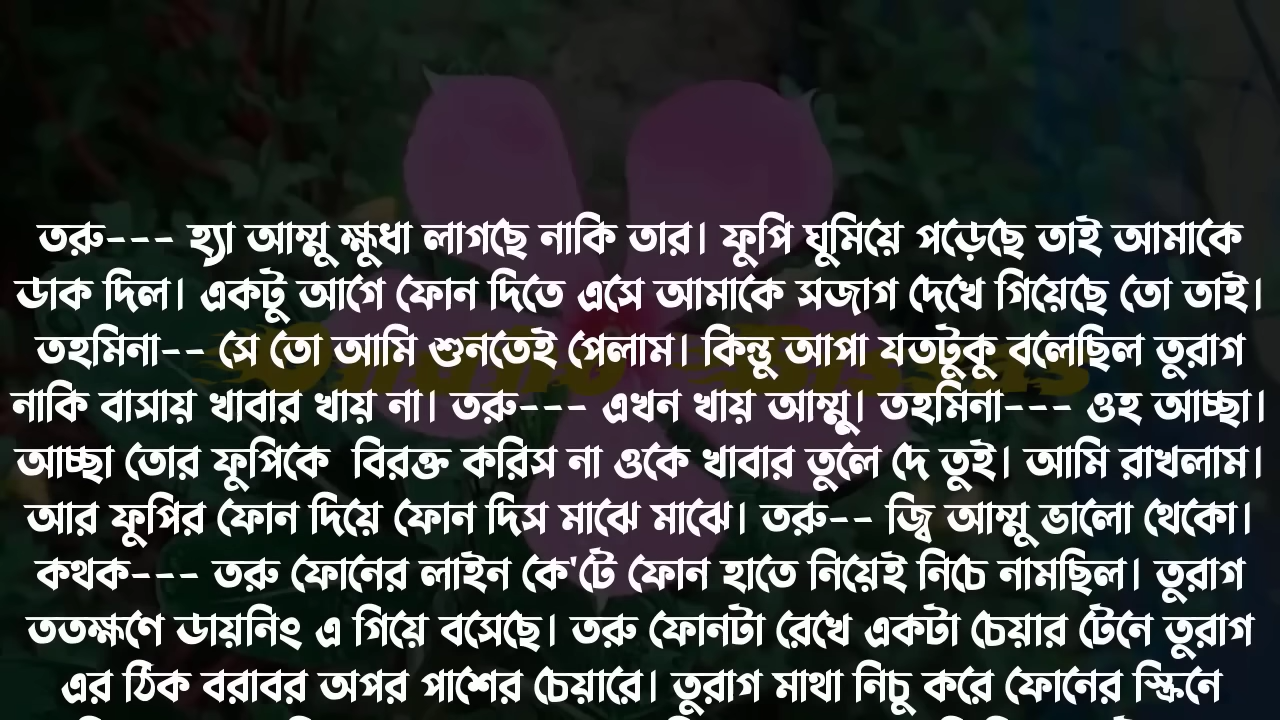 তরু--- হ্যা আম্মু ক্ষুধা লাগছে নাকি তার। ফুপি ঘুমিয়ে পড়েছে তাই আমাকে
ডাক দিল। একটু আগে ফোন দিতে এসে আমাকে সজাগ দেখে গিয়েছে তো তাই।
তহমিনা-- সে তো আমি শুনতেই পেলাম। কিন্তু আপা যতটুকু বলেছিল তুরাগ
নাকি বাসায় খাবার খায় না। তরু--- এখন খায় আম্মু। তহমিনা--- ওহ আচ্ছা।
আচ্ছা তোর ফুপিকে  বিরক্ত করিস না ওকে খাবার তুলে দে তুই। আমি রাখলাম।
আর ফুপির ফোন দিয়ে ফোন দিস মাঝে মাঝে। তরু-- জ্বি আম্মু ভালো থেকো।
কথক--- তরু ফোনের লাইন কে'টে ফোন হাতে নিয়েই নিচে নামছিল। তুরাগ
ততক্ষণে ডায়নিং এ গিয়ে বসেছে। তরু ফোনটা রেখে একটা চেয়ার টেনে তুরাগ
এর ঠিক বরাবর অপর পাশের চেয়ারে। তুরাগ মাথা নিচু করে ফোনের স্ক্রিনে